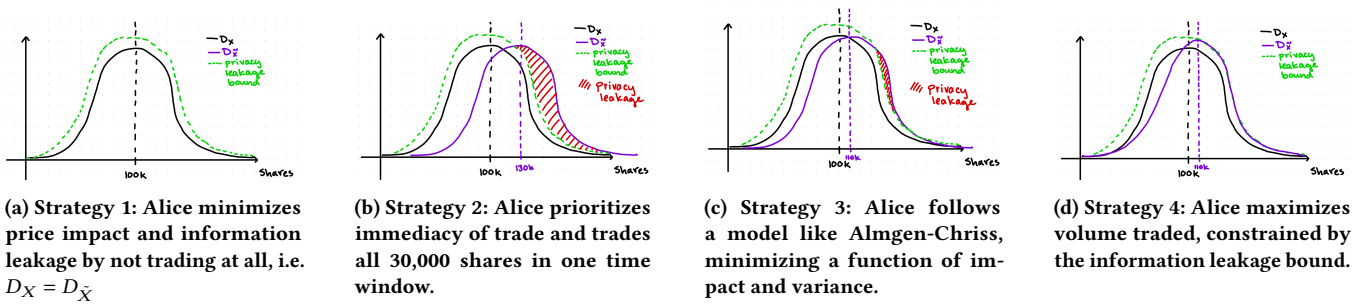 D_X
D_X̃
privacy
leakage
bound
100k
Shares
(a) Strategy 1: Alice minimizes
price impact and information
leakage by not trading at all, i.e.
D_X = D_X̃
D_X
D_X̃
privacy
leakage
bound
Privacy
leakage
100k
130k
Shares
(b) Strategy 2: Alice prioritizes
immediacy of trade and trades
all 30,000 shares in one time
window.
D_X
D_X̃
privacy
leakage
bound
Privacy
leakage
100k
110k
Shares
(c) Strategy 3: Alice follows
a model like Almgen-Chriss,
minimizing a function of im-
pact and variance.
D_X
D_X̃
privacy
leakage
bound
100k
110k
Shares
(d) Strategy 4: Alice maximizes
volume traded, constrained by
the information leakage bound.